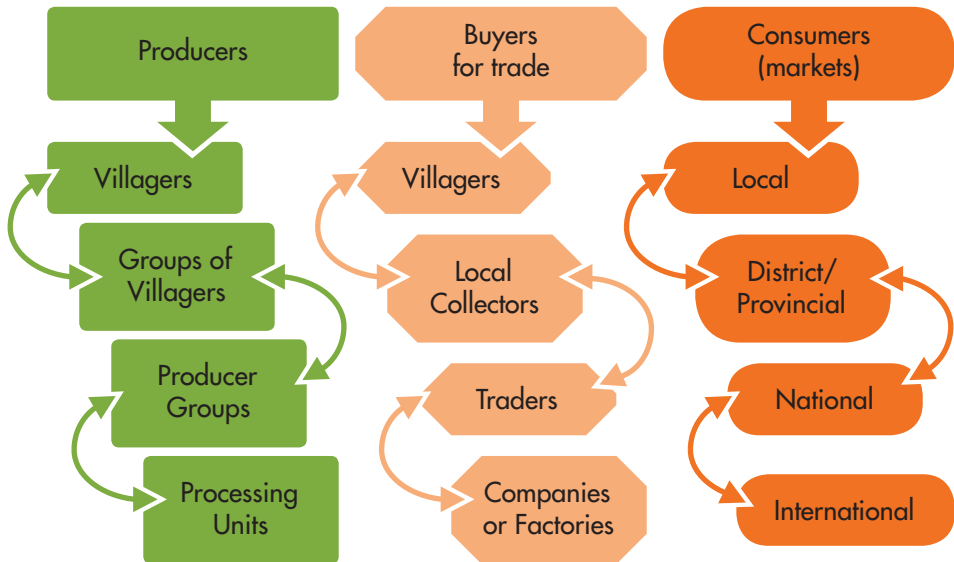 Producers
Villagers
Groups of
Villagers
Producer
Groups
Processing
Units
Buyers
for trade
Villagers
Local
Collectors
Traders
Companies
or Factories
Consumers
(markets)
Local
District/
Provincial
National
International